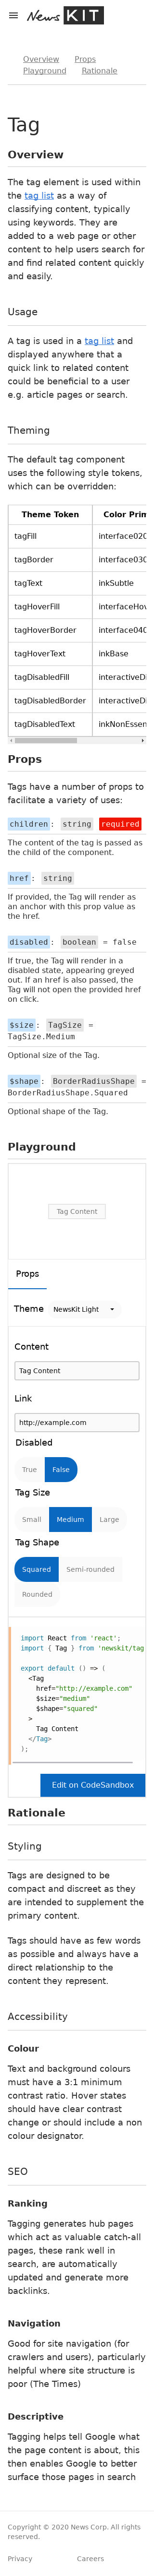 News KIT
Overview Props
Playground Rationale
Tag
Overview
The tag element is used within
the tag list as a way of
classifying content, typically
using keywords. They are
added to a web page or other
content to help users search for
and find related content quickly
and easily.
Usage
A tag is used in a tag list and
displayed anywhere that a
quick link to related content
could be beneficial to a user
e.g. article pages or search.
Theming
The default tag component
uses the following style tokens,
which can be overridden:
Theme Token Color Prim
tagFill interface020
tagBorder interface030
tagText inkSubtle
tagHoverFill interfaceHov
tagHoverBorder interface040
tagHoverText inkBase
tagDisabledFill interactiveDi
tagDisabledBorder interactiveDi
tagDisabledText inkNonEssen
Props
Tags have a number of props to
facilitate a variety of uses:
children: string required
The content of the tag is passed as
the child of the component.
href: string
If provided, the Tag will render as
an anchor with this prop value as
the href.
disabled: boolean = false
If true, the Tag will render in a
disabled state, appearing greyed
out. If an href is also passed, the
Tag will not open the provided href
on click.
$size: TagSize =
TagSize.Medium
Optional size of the Tag.
$shape: BorderRadiusShape =
BorderRadiusShape.Squared
Optional shape of the Tag.
Playground
Tag Content
Props
Theme NewsKit Light
Content
Tag Content
Link
http://example.com
Disabled
True False
Tag Size
Small Medium Large
Tag Shape
Squared Semi-rounded
Rounded
import React from 'react';
import { Tag } from 'newskit/tag
export default () => (
<Tag
href="http://example.com"
$size="medium"
$shape="squared"
>
Tag Content
</Tag>
);
Edit on CodeSandbox
Rationale
Styling
Tags are designed to be
compact and discreet as they
are intended to supplement the
primary content.
Tags should have as few words
as possible and always have a
direct relationship to the
content they represent.
Accessibility
Colour
Text and background colours
must have a 3:1 minimum
contrast ratio. Hover states
should have clear contrast
change or should include a non
colour designator.
SEO
Ranking
Tagging generates hub pages
which act as valuable catch-all
pages, these rank well in
search, are automatically
updated and generate more
backlinks.
Navigation
Good for site navigation (for
crawlers and users), particularly
helpful where site structure is
poor (The Times)
Descriptive
Tagging helps tell Google what
the page content is about, this
then enables Google to better
surface those pages in search
Copyright © 2020 News Corp. All rights
reserved.
Privacy Careers